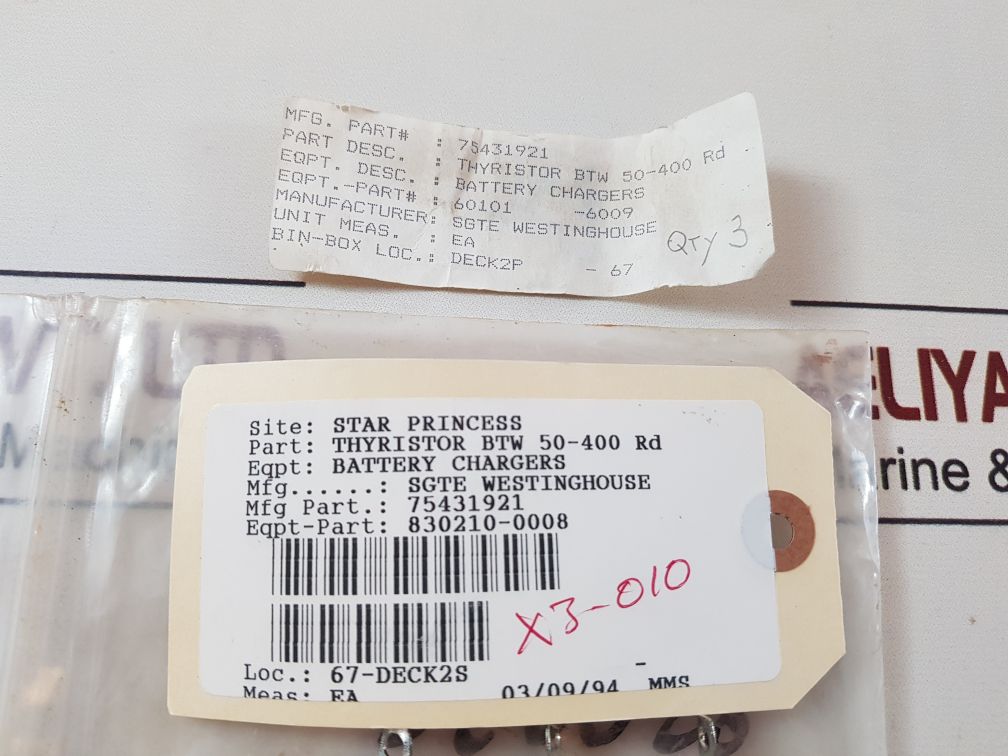 MFG. PART# : 75431921
PART DESC. : THYRISTOR BTW 50-400 Rd
EQPT. DESC. : BATTERY CHARGERS
EQPT.-PART# : 60101 -6009
MANUFACTURER: SGTE WESTINGHOUSE
UNIT MEAS. : EA
BIN-BOX LOC.: DECK2P - 67
QTY 3
LTD
ELIYA
arine &
Site: STAR PRINCESS
Part: THYRISTOR BTW 50-400 Rd
Eqpt: BATTERY CHARGERS
Mfg......: SGTE WESTINGHOUSE
Mfg Part.: 75431921
Eqpt-Part: 830210-0008
X3-010
Loc.: 67-DECK2S -
Meas: EA 03/09/94 MMS